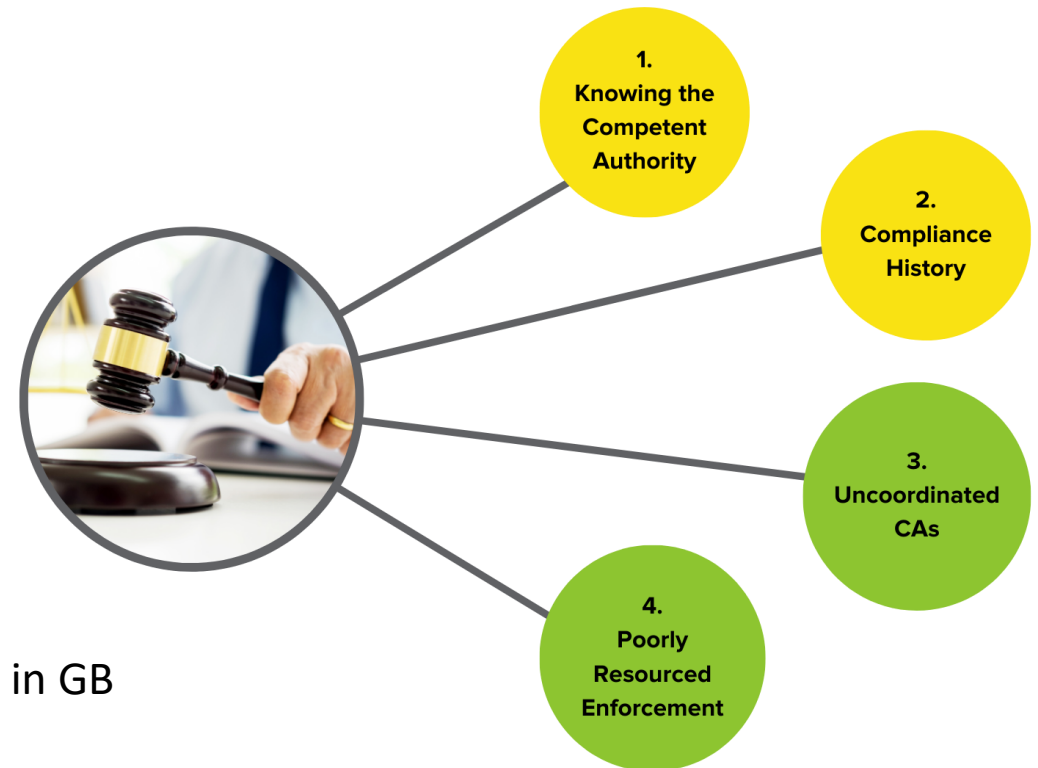 1.
Knowing the
Competent
Authority
2.
Compliance
History
3.
Uncoordinated
CAs
4.
Poorly
Resourced
Enforcement
in GB